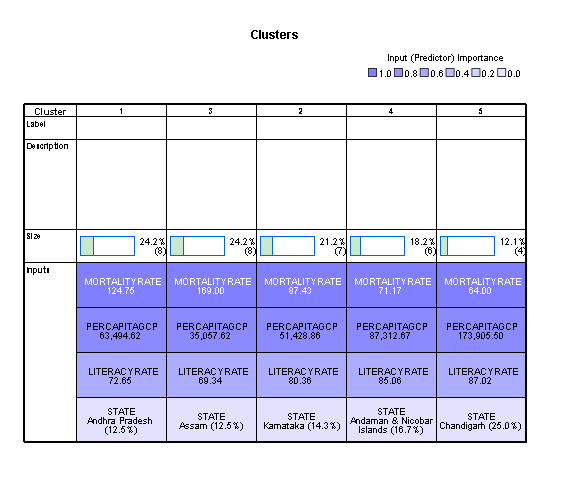 Clusters
Input (Predictor) Importance
1.0 0.8 0.6 0.4 0.2 0.0
Cluster 1 3 2 4 5
Label
Description
Size 24.2% (8) 24.2% (8) 21.2% (7) 18.2% (6) 12.1% (4)
Inputs
MORTALITYRATE MORTALITYRATE MORTALITYRATE MORTALITYRATE MORTALITYRATE
124.75 169.00 87.43 71.17 64.00
PERCAPITAGCP PERCAPITAGCP PERCAPITAGCP PERCAPITAGCP PERCAPITAGCP
63,494.62 35,057.62 51,428.86 87,312.67 173,905.50
LITERACYRATE LITERACYRATE LITERACYRATE LITERACYRATE LITERACYRATE
72.65 69.34 80.36 85.06 87.02
STATE STATE STATE STATE STATE
Andhra Pradesh Assam (12.5%) Karnataka (14.3%) Andaman & Nicobar Chandigarh (25.0%)
(12.5%) Islands (16.7%)